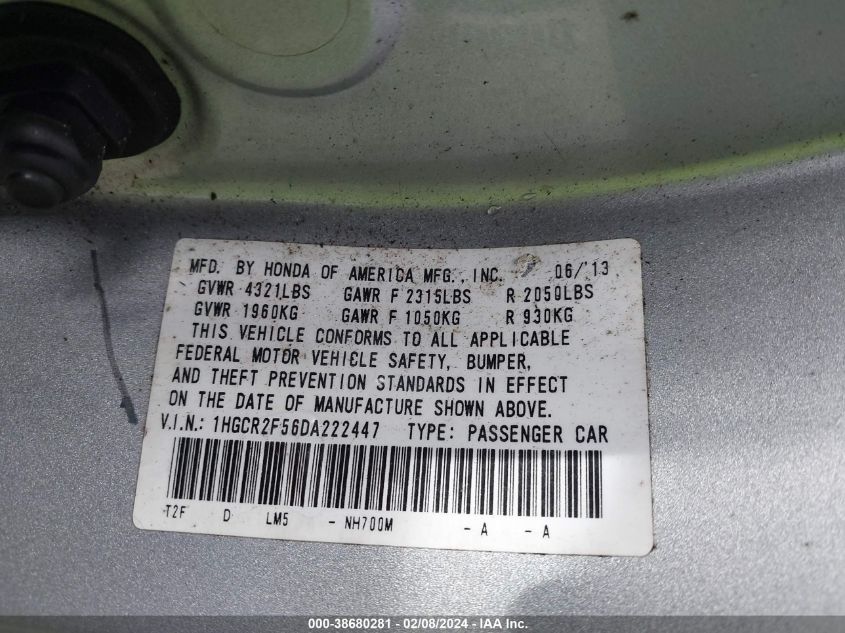 MFD. BY HONDA OF AMERICA MFG., INC. 06/'13
GVWR 4321LBS GAWR F 2315LBS R 2050LBS
GVWR 1960KG GAWR F 1050KG R 930KG
THIS VEHICLE CONFORMS TO ALL APPLICABLE
FEDERAL MOTOR VEHICLE SAFETY, BUMPER,
AND THEFT PREVENTION STANDARDS IN EFFECT
ON THE DATE OF MANUFACTURE SHOWN ABOVE.
V.I.N.: 1HGCR2F56DA222447 TYPE: PASSENGER CAR
T2F D LM5 - NH700M - A - A
000-38680281 - 02/08/2024 - IAA Inc.